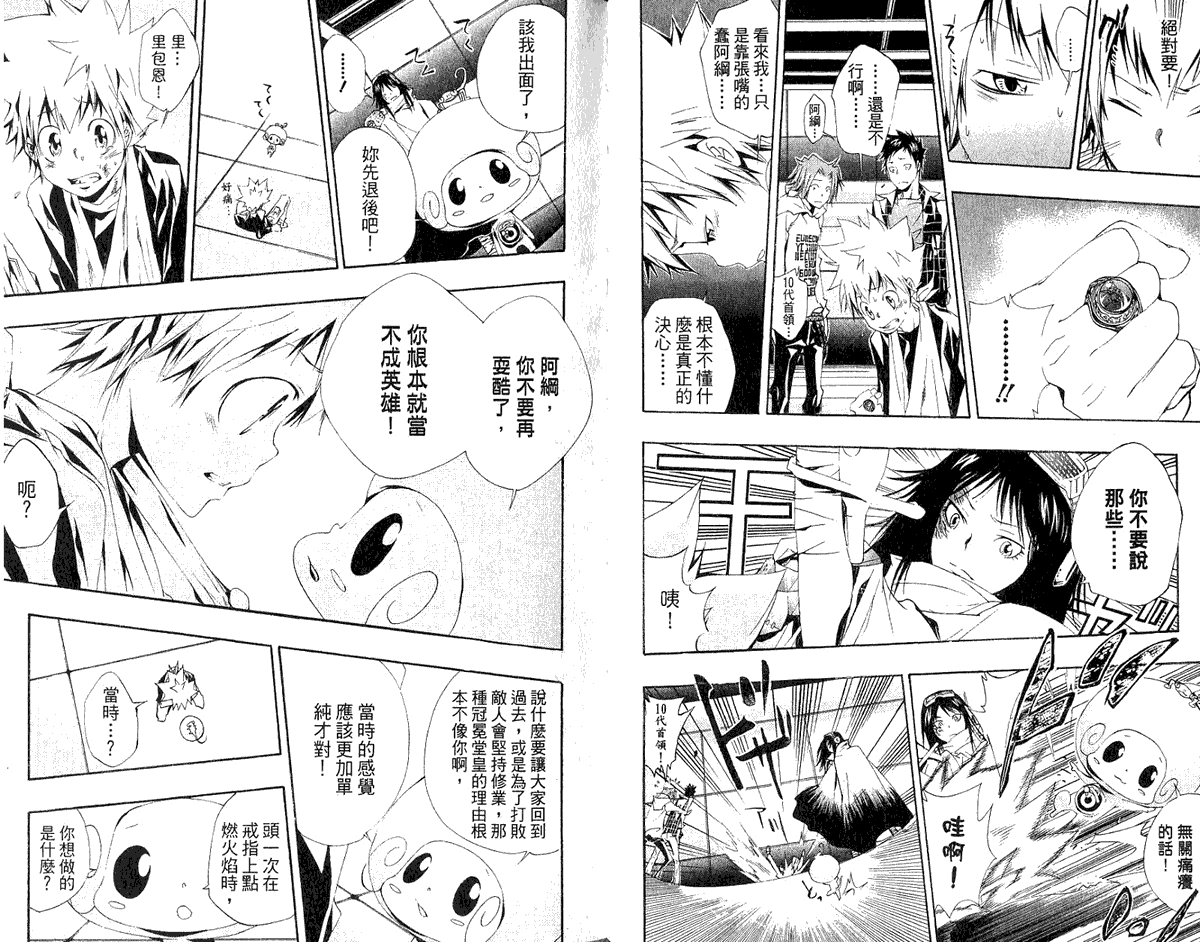 絕對要！
……
……!!
……還是不
行啊……
阿綱…
10代首領…
看來我…只
是靠張嘴的
蠢阿綱……
根本不懂什
麼是真正的
決心……
你不要說
那些……
咦！
無關痛癢
的話！
哇啊！
ドドド
10代首領！
該我出面了，
妳先退後吧！
……！
好痛…
里…
里包恩！
阿綱，
你不要再
耍酷了，
你根本就當
不成英雄！
呃？
說什麼要讓大家回到
過去，或是為了打敗
敵人會堅持修業，那
種冠冕堂皇的理由根
本不像你啊，
當時的感覺
應該更加單
純才對！
當時…？
頭一次在
戒指上點
燃火焰時，
你想做的
是什麼？